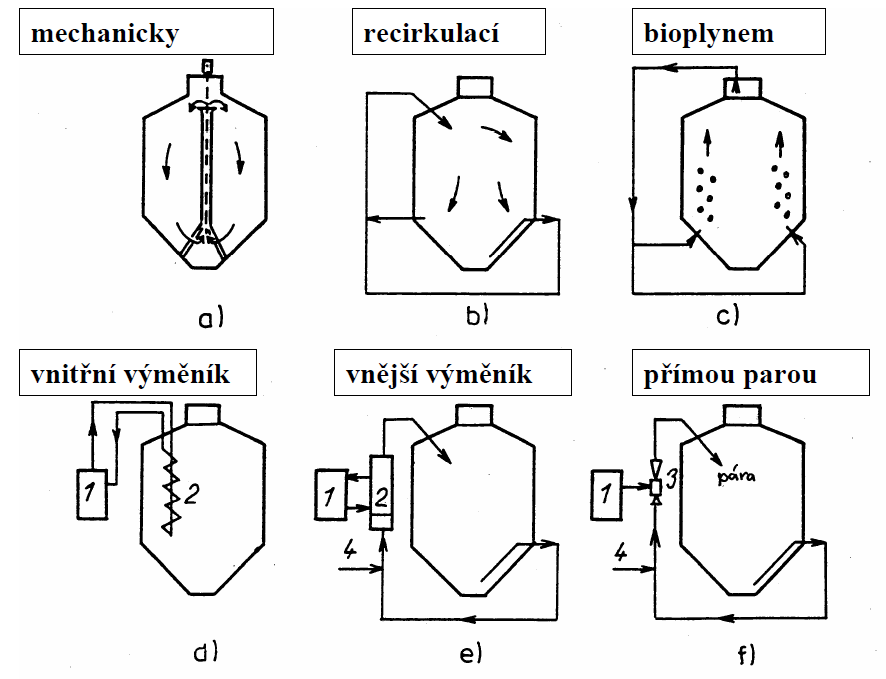 mechanicky
recirkulací
bioplynem
a)
b)
c)
vnitřní výměník
vnější výměník
přímou parou
1
2
d)
1
2
4
e)
1
3
pára
4
f)